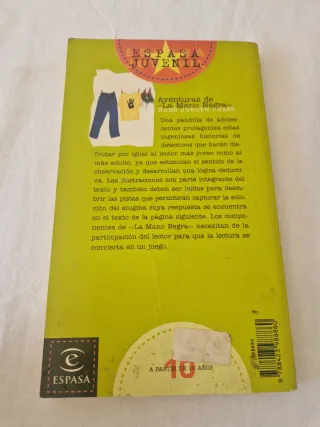 ESPASA
JUVENIL
Aventuras de
«La Mano Negra»
HANS JÜRGEN PRESS
Una pandilla de adoles-
centes protagoniza estas
ingeniosas historias de
detectives que harán dis-
frutar por igual al lector más joven como al
más adulto, ya que estimulan el sentido de la
observación y desarrollan una lógica deducti-
va. Las ilustraciones son parte integrante del
texto y también deben ser leídas para descu-
brir las pistas que permitirán capturar la solu-
ción del enigma cuya respuesta se encuentra
en el texto de la página siguiente. Los compo-
nentes de «La Mano Negra» necesitan de la
participación del lector para que la lectura se
convierta en un juego.
ESPASA
10
A PARTIR DE 10 AÑOS